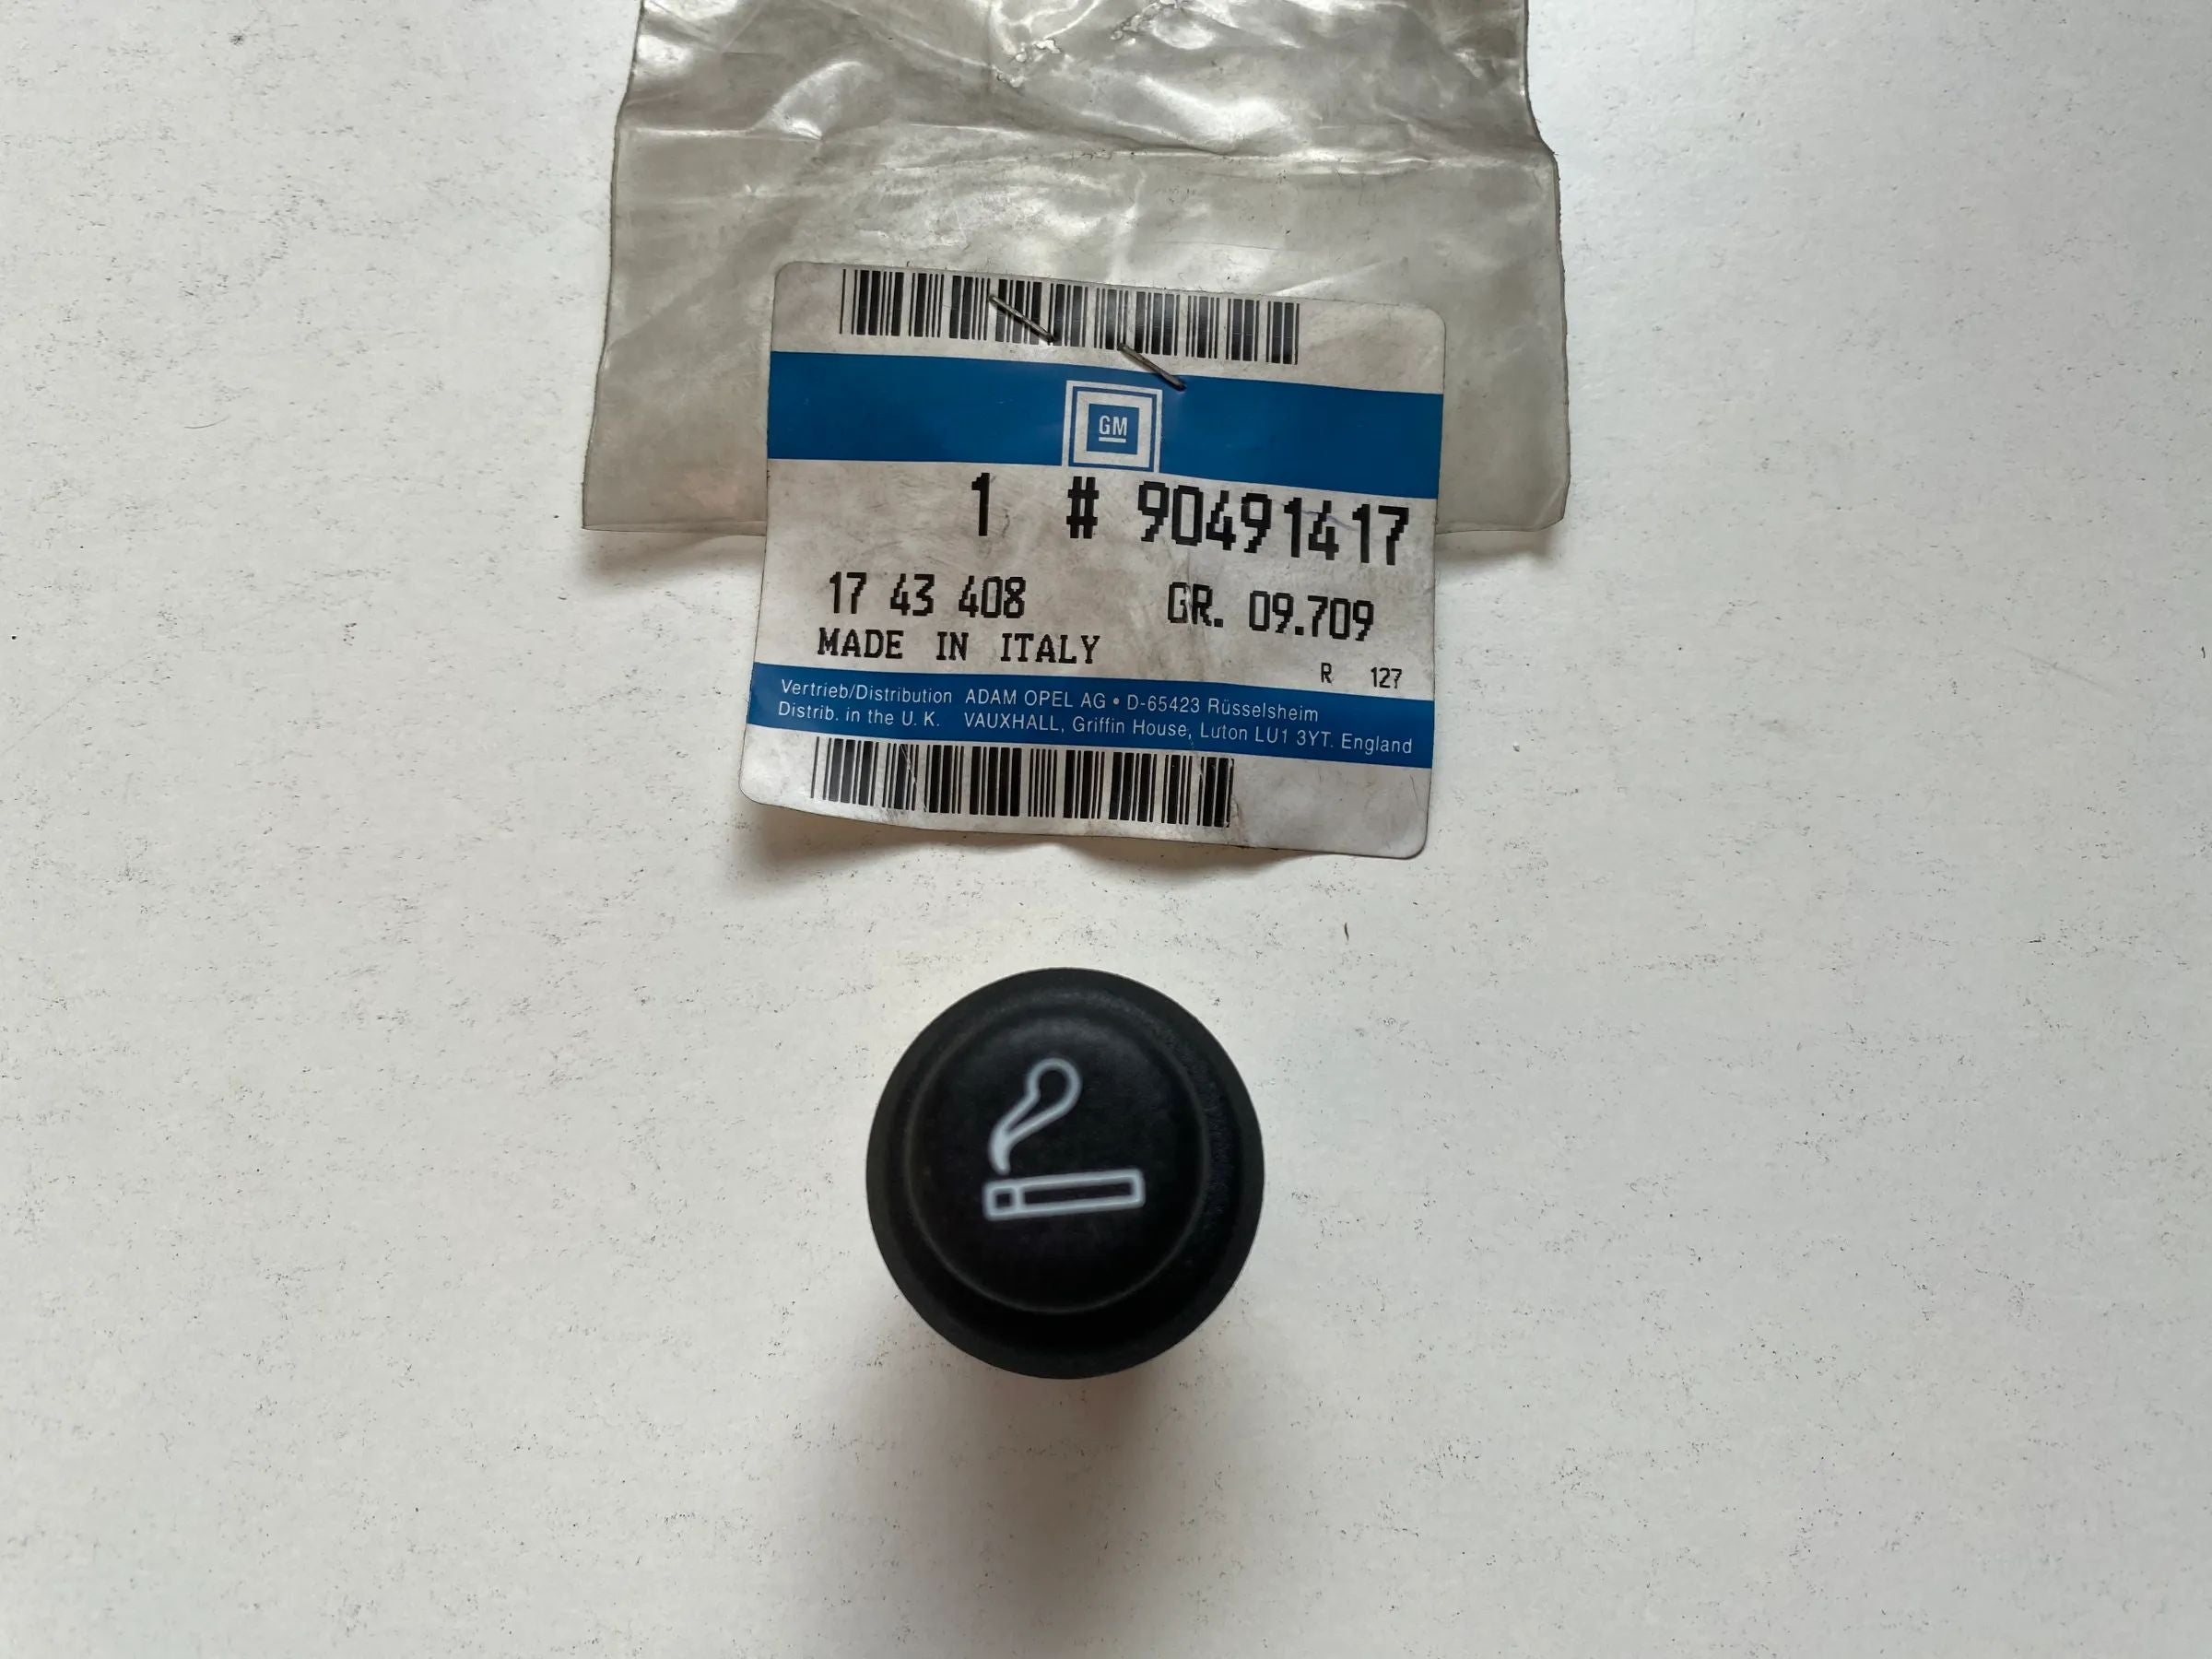 GM
1 # 90491417
17 43 408 GR. 09.709
MADE IN ITALY
R 127
Vertrieb/Distribution ADAM OPEL AG • D-65423 Rüsselsheim
Distrib. in the U. K. VAUXHALL, Griffin House, Luton LU1 3YT. England